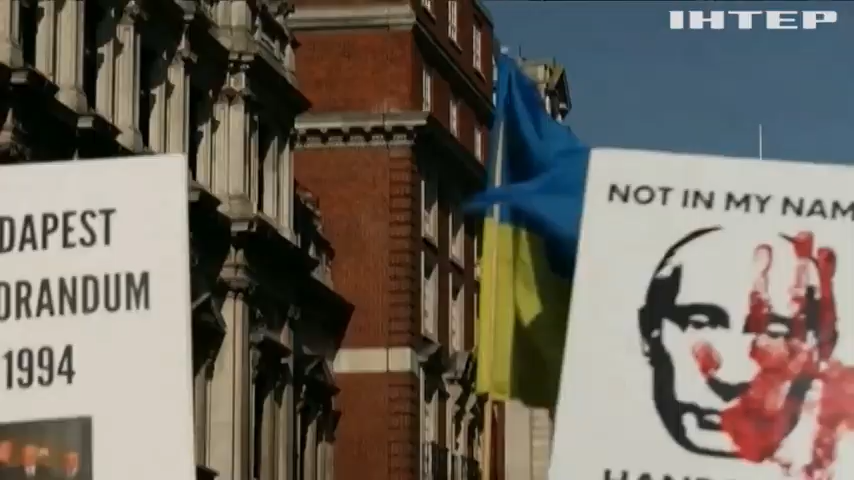 ІНТЕР
DAPEST
ORANDUM
1994
NOT IN MY NAM